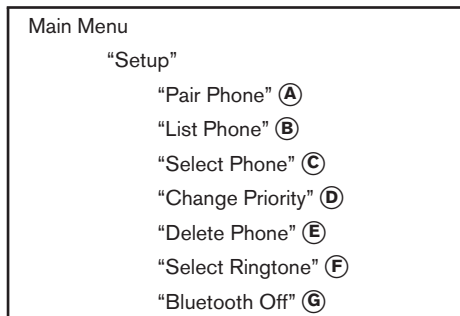 Main Menu
“Setup”
“Pair Phone” Ⓐ
“List Phone” Ⓑ
“Select Phone” Ⓒ
“Change Priority” Ⓓ
“Delete Phone” Ⓔ
“Select Ringtone” Ⓕ
“Bluetooth Off” Ⓖ